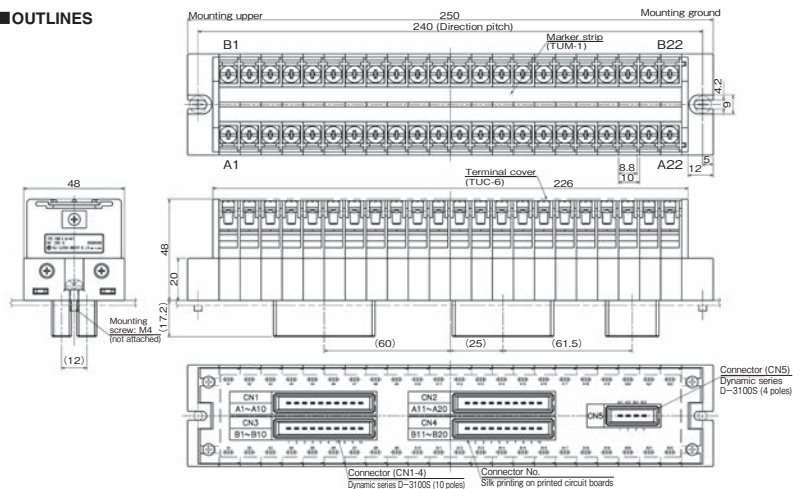 ■OUTLINES
Mounting upper
250
Mounting ground
240 (Direction pitch)
B1
Marker strip
(TUM-1)
B22
4.2
9
A1
8.8
10
A22
5
12
Terminal cover
(TUC-6)
226
48
48
20
(17.2)
Mounting
screw: M4
(not attached)
(12)
(60)
(25)
(61.5)
Connector (CN5)
Dynamic series
D-3100S (4 poles)
CN1
A1~A10
CN2
A11~A20
CN3
B1~B10
CN4
B11~B20
CN5
Connector (CN1-4)
Dynamic series D-3100S (10 poles)
Connector No.
Silk printing on printed circuit boards